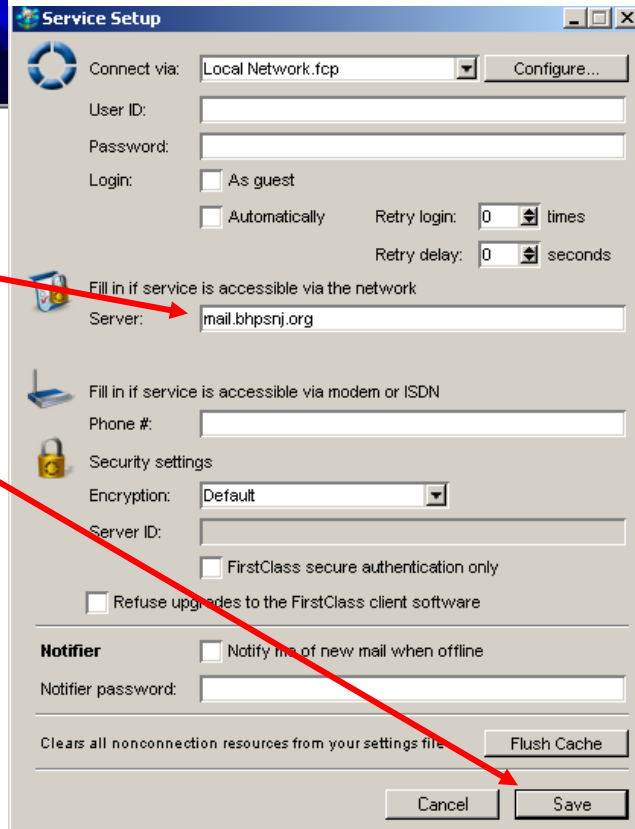 Service Setup
Connect via: Local Network.fcp Configure...
User ID:
Password:
Login: As guest
Automatically Retry login: 0 times
Retry delay: 0 seconds
Fill in if service is accessible via the network
Server: mail.bhpsnj.org
Fill in if service is accessible via modem or ISDN
Phone #:
Security settings
Encryption: Default
Server ID:
FirstClass secure authentication only
Refuse upgrades to the FirstClass client software
Notifier Notify me of new mail when offline
Notifier password:
Clears all nonconnection resources from your settings file Flush Cache
Cancel Save